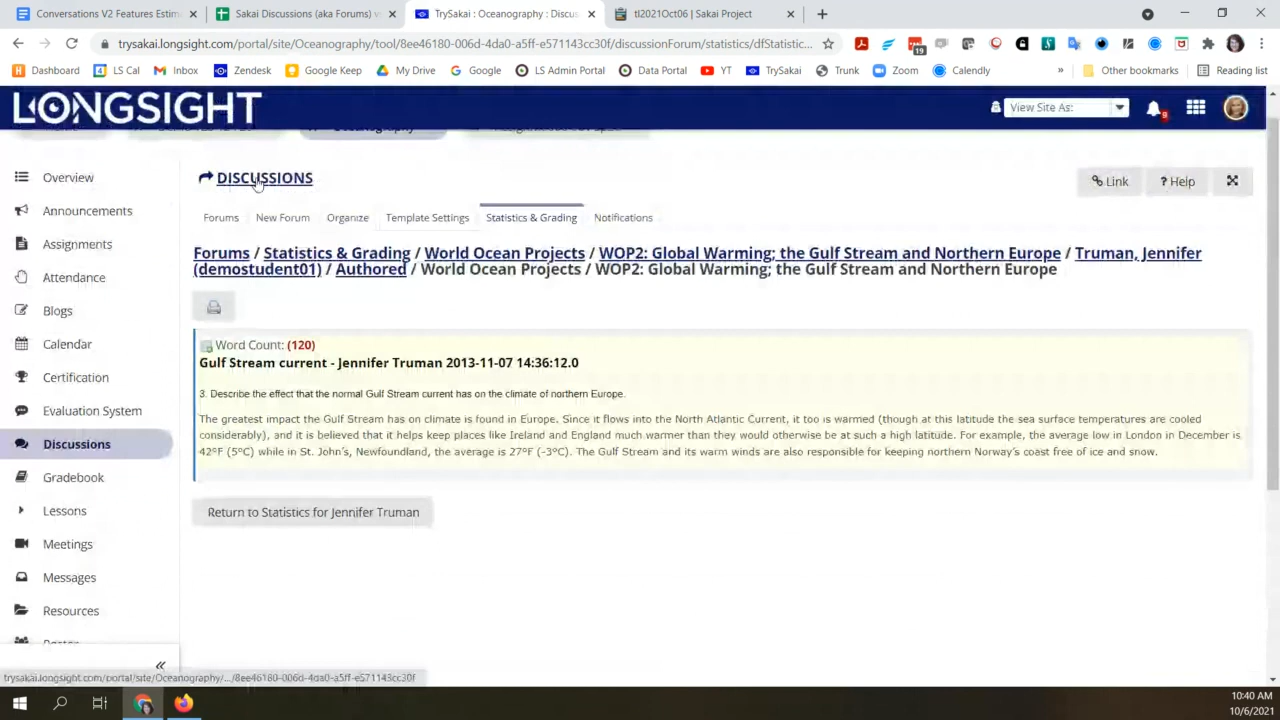 Conversations V2 Features Estim
Sakai Discussions (aka Forums) v
TrySakai : Oceanography : Discus
ti2021Oct06 | Sakai Project
trysakai.longsight.com/portal/site/Oceanography/tool/8ee46180-006d-4da0-a5ff-e571143cc30f/discussionForum/statistics/dfStatistic...
19
Dashboard
LS Cal
Inbox
Zendesk
Google Keep
My Drive
Google
LS Admin Portal
Data Portal
YT
TrySakai
Trunk
Zoom
Calendly
»
Other bookmarks
Reading list
LONGSIGHT
View Site As:
9
Overview
Announcements
Assignments
Attendance
Blogs
Calendar
Certification
Evaluation System
Discussions
Gradebook
Lessons
Meetings
Messages
Resources
«
DISCUSSIONS
Link
? Help
Forums
New Forum
Organize
Template Settings
Statistics & Grading
Notifications
Forums / Statistics & Grading / World Ocean Projects / WOP2: Global Warming; the Gulf Stream and Northern Europe / Truman, Jennifer
(demostudent01) / Authored / World Ocean Projects / WOP2: Global Warming; the Gulf Stream and Northern Europe
Word Count: (120)
Gulf Stream current - Jennifer Truman 2013-11-07 14:36:12.0
3. Describe the effect that the normal Gulf Stream current has on the climate of northern Europe.
The greatest impact the Gulf Stream has on climate is found in Europe. Since it flows into the North Atlantic Current, it too is warmed (though at this latitude the sea surface temperatures are cooled
considerably), and it is believed that it helps keep places like Ireland and England much warmer than they would otherwise be at such a high latitude. For example, the average low in London in December is
42°F (5°C) while in St. John's, Newfoundland, the average is 27°F (-3°C). The Gulf Stream and its warm winds are also responsible for keeping northern Norway's coast free of ice and snow.
Return to Statistics for Jennifer Truman
trysakai.longsight.com/portal/site/Oceanography/.../8ee46180-006d-4da0-a5ff-e571143cc30f
10:40 AM
10/6/2021